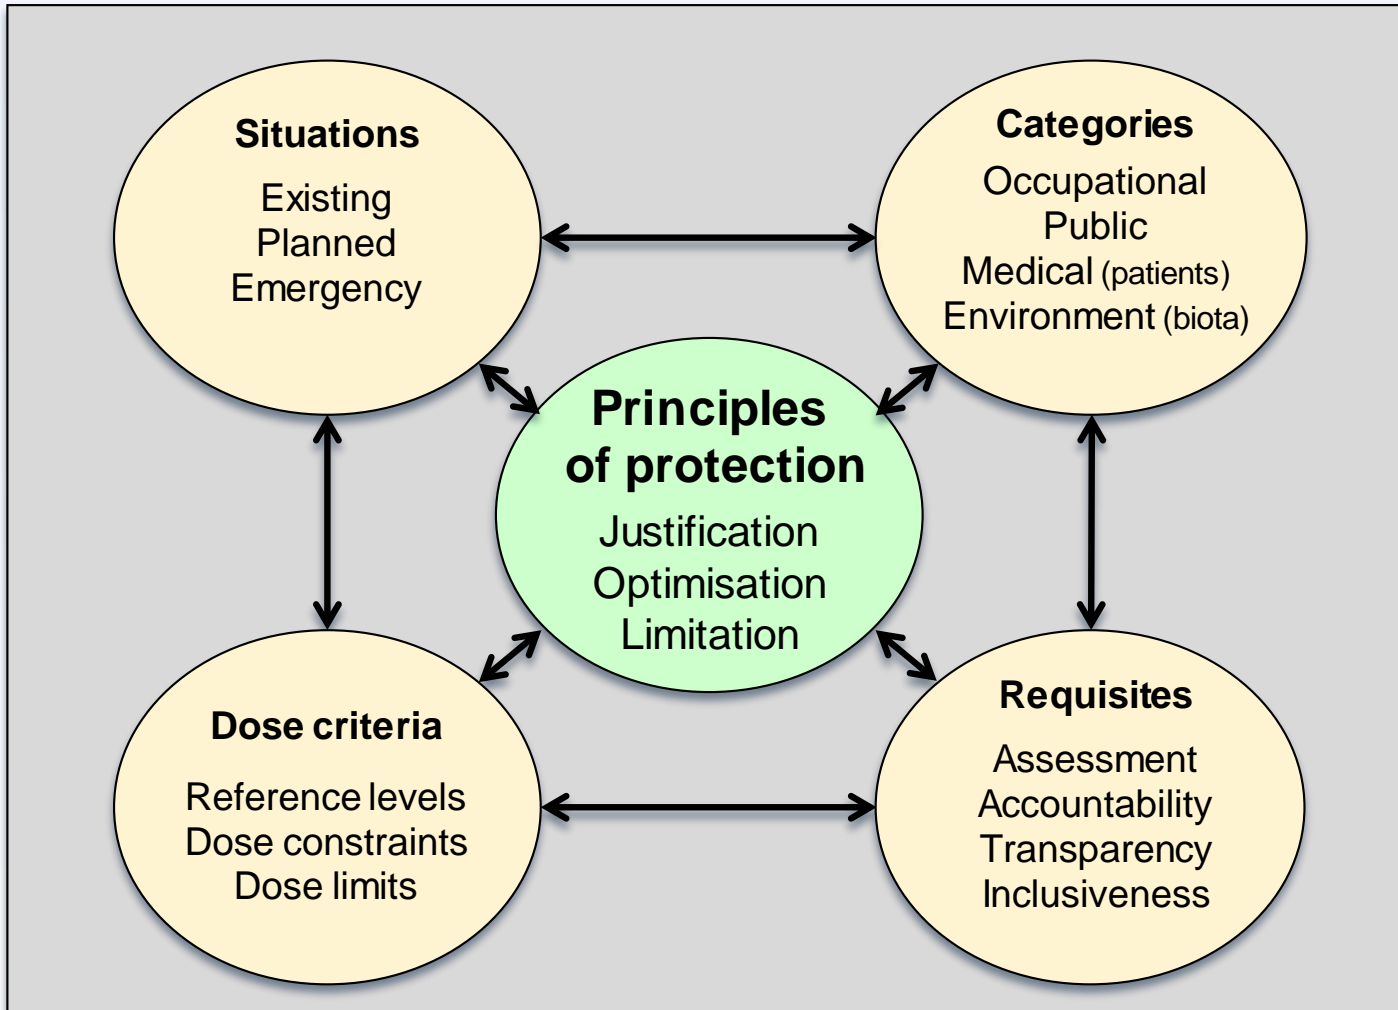 Situations
Existing
Planned
Emergency
Categories
Occupational
Public
Medical (patients)
Environment (biota)
Principles
of protection
Justification
Optimisation
Limitation
Dose criteria
Reference levels
Dose constraints
Dose limits
Requisites
Assessment
Accountability
Transparency
Inclusiveness